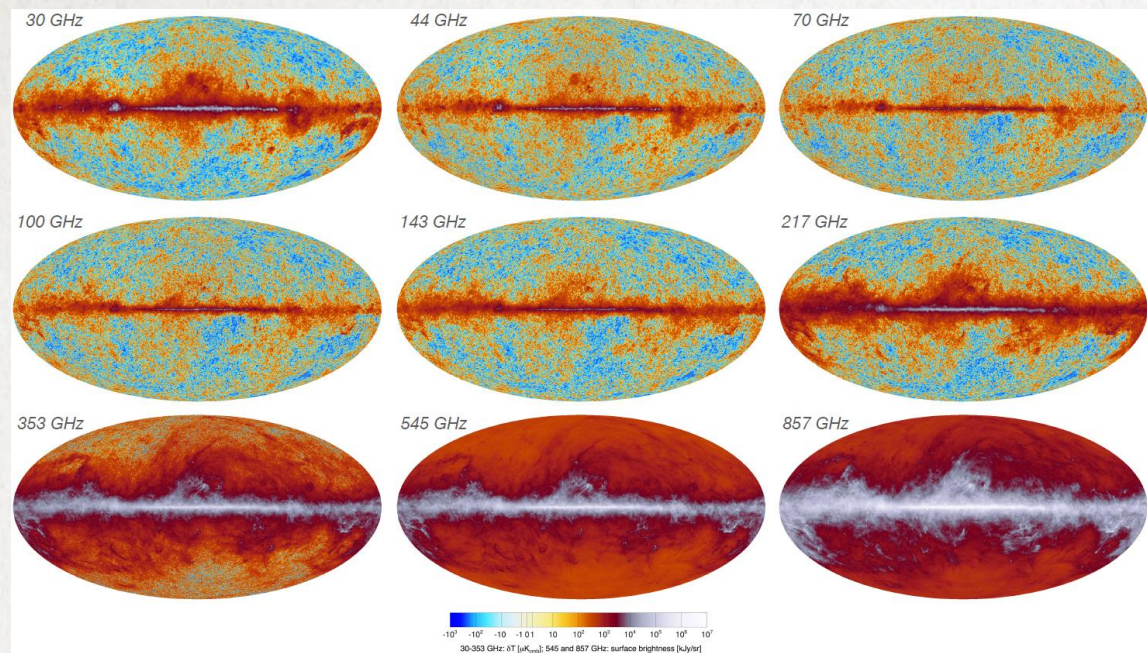 30 GHz
44 GHz
70 GHz
100 GHz
143 GHz
217 GHz
353 GHz
545 GHz
857 GHz
-10³ -10² -10 -1 0 1 10 10² 10³ 10⁴ 10⁵ 10⁶ 10⁷
30-353 GHz: δT [μK_cmb]; 545 and 857 GHz: surface brightness [kJy/sr]